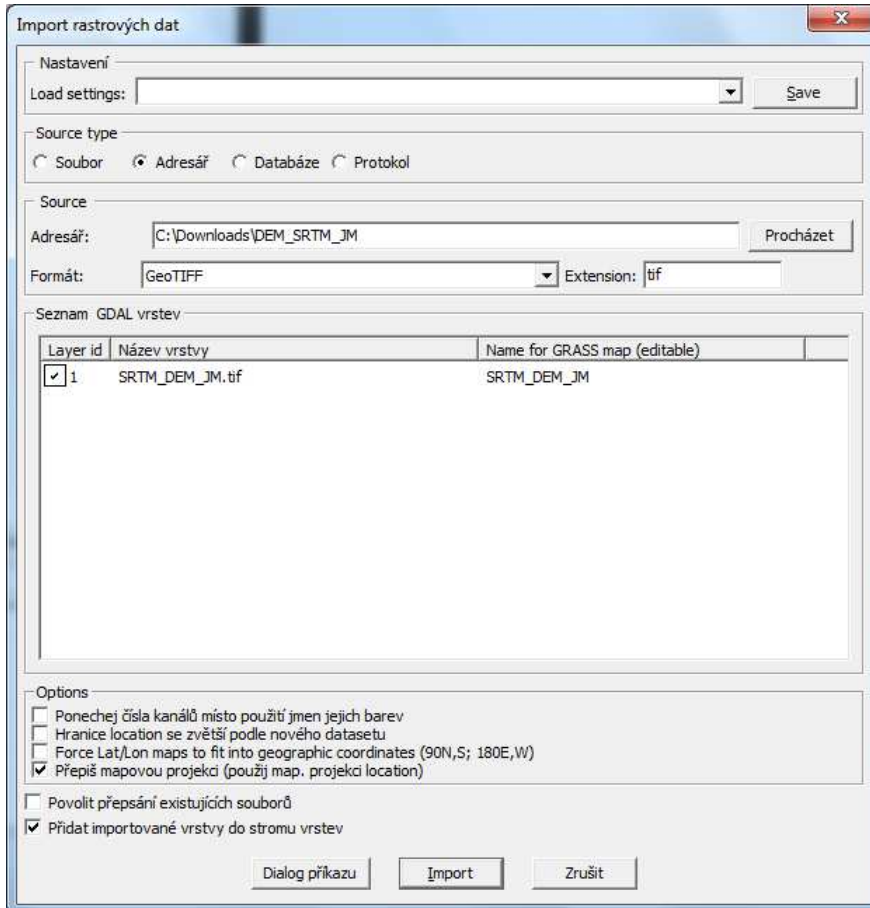 Import rastrových dat
Nastavení
Load settings: Save
Source type
Soubor Adresář Databáze Protokol
Source
Adresář: C:\Downloads\DEM_SRTM_JM Procházet
Formát: GeoTIFF Extension: tif
Seznam GDAL vrstev
Layer id Název vrstvy Name for GRASS map (editable)
1 SRTM_DEM_JM.tif SRTM_DEM_JM
Options
Ponechej čísla kanálů místo použití jmen jejich barev
Hranice location se zvětší podle nového datasetu
Force Lat/Lon maps to fit into geographic coordinates (90N,S; 180E,W)
Přepiš mapovou projekci (použij map. projekci location)
Povolit přepsání existujících souborů
Přidat importované vrstvy do stromu vrstev
Dialog příkazu Import Zrušit